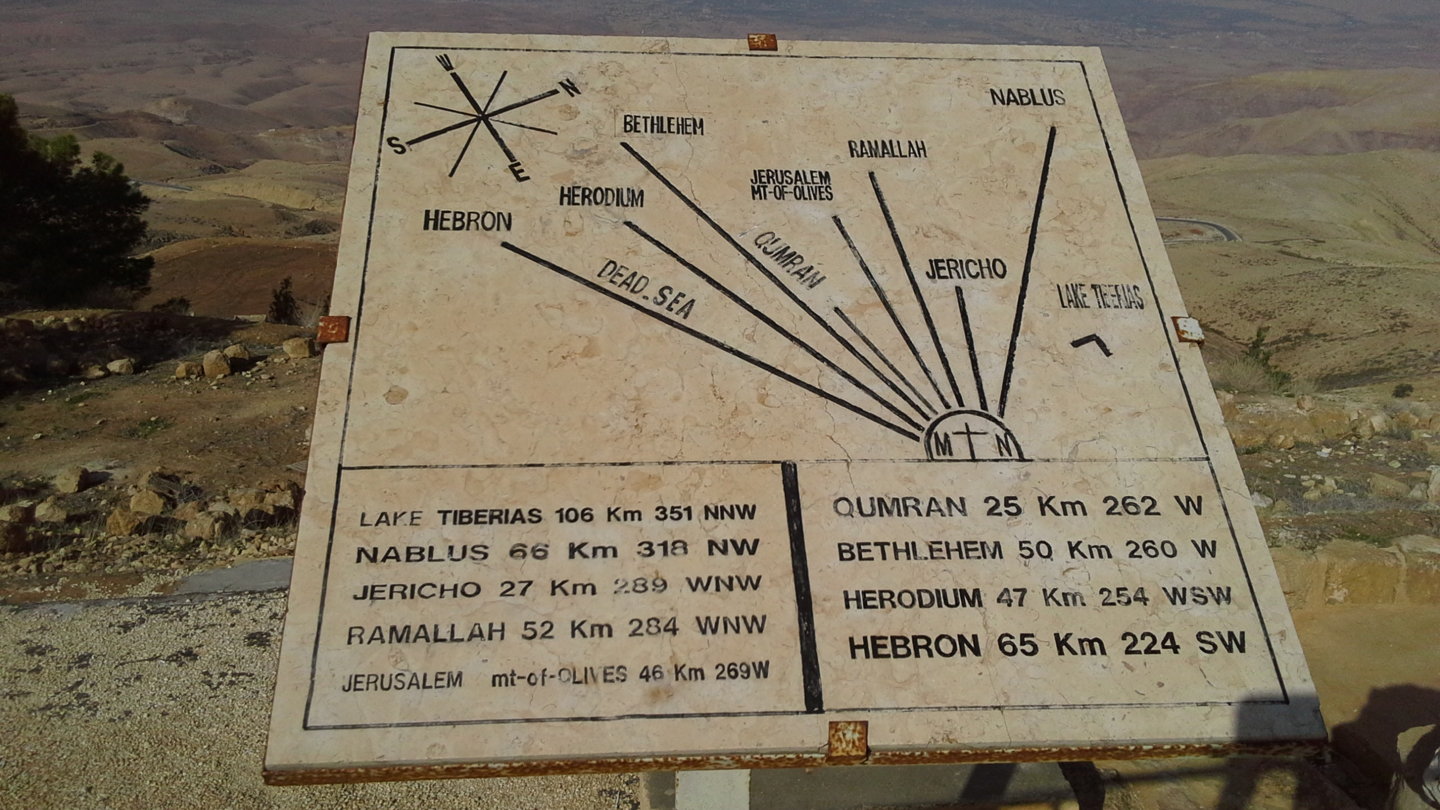 W
N
S
E
NABLUS
BETHLEHEM
RAMALLAH
JERUSALEM
MT-OF-OLIVES
HERODIUM
HEBRON
QUMRAN
DEAD SEA
JERICHO
LAKE TIBERIAS
M N
LAKE TIBERIAS 106 Km 351 NNW
NABLUS 66 Km 318 NW
JERICHO 27 Km 289 WNW
RAMALLAH 52 Km 284 WNW
JERUSALEM mt-of-OLIVES 46 Km 269W
QUMRAN 25 Km 262 W
BETHLEHEM 50 Km 260 W
HERODIUM 47 Km 254 WSW
HEBRON 65 Km 224 SW